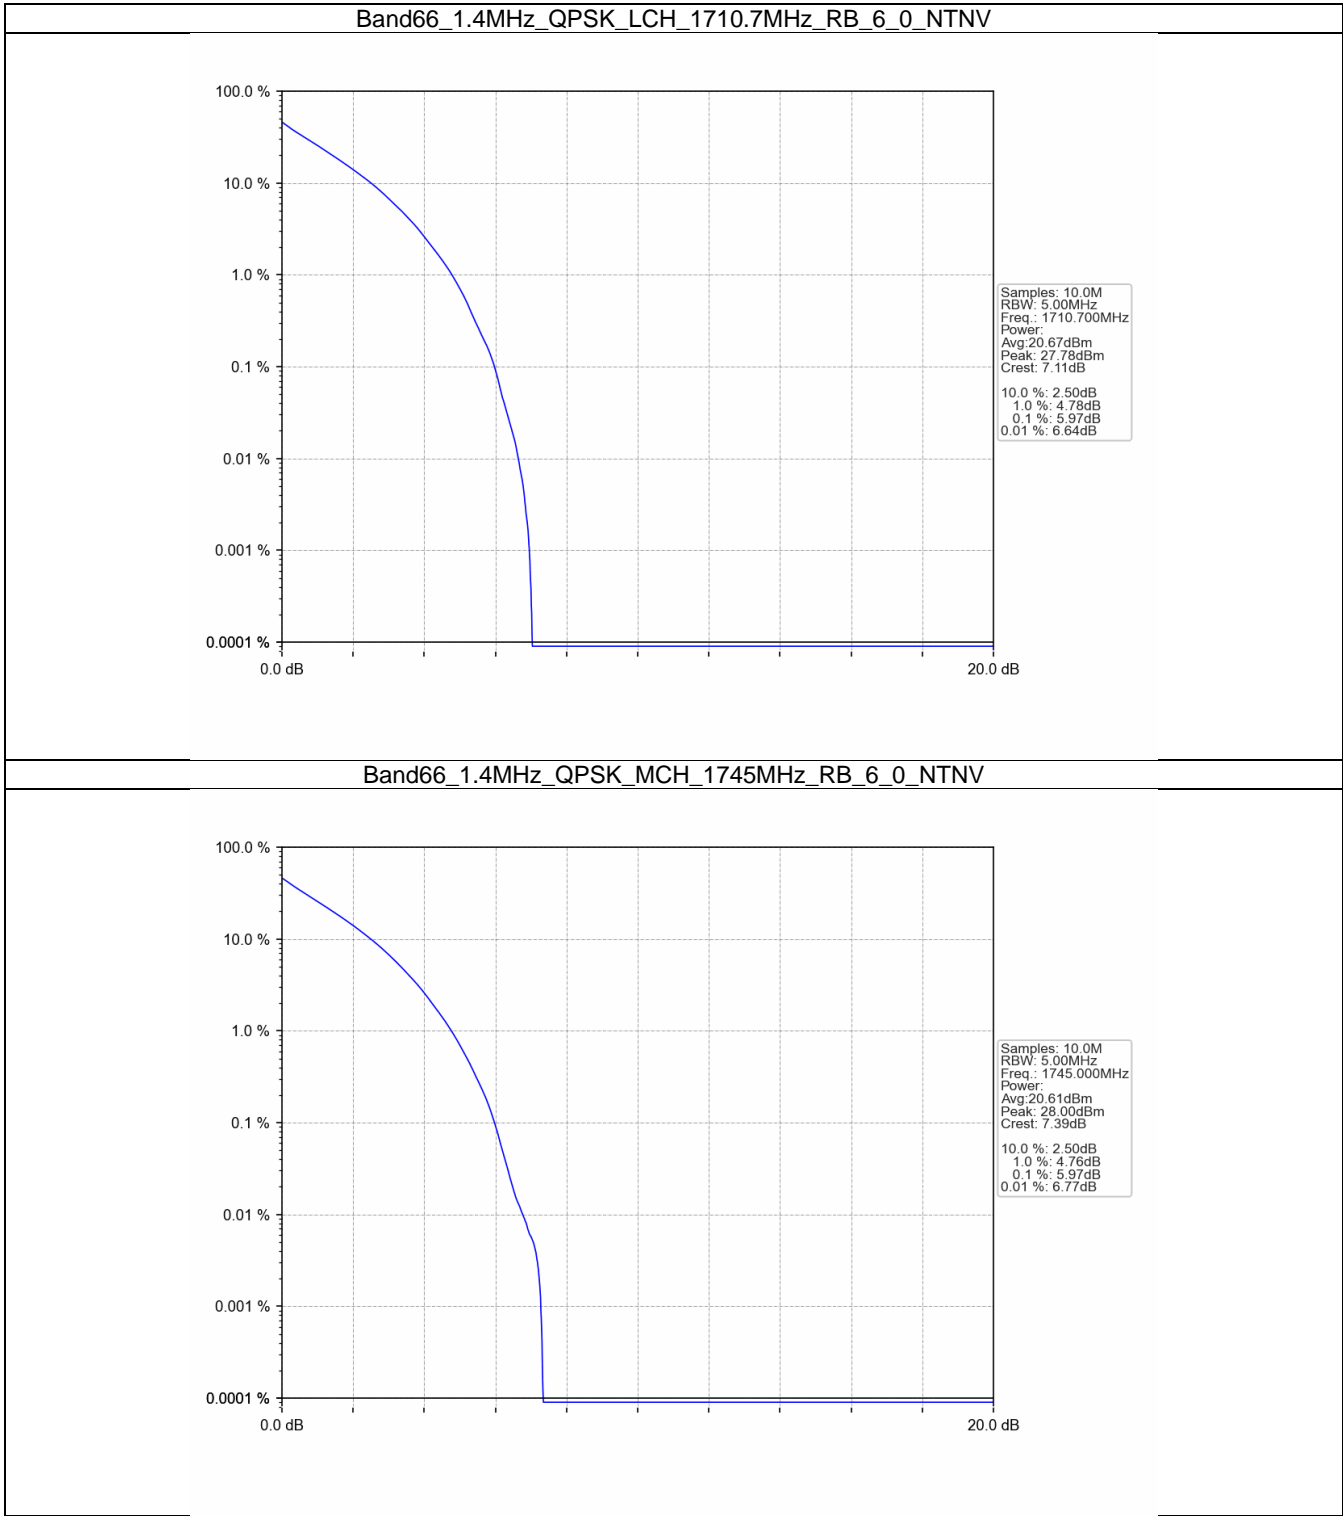 Band66_1.4MHz_QPSK_LCH_1710.7MHz_RB_6_0_NTNV
100.0 %
10.0 %
1.0 %
0.1 %
0.01 %
0.001 %
0.0001 %
0.0 dB
20.0 dB
Samples: 10.0M
RBW: 5.00MHz
Freq.: 1710.700MHz
Power:
Avg:20.67dBm
Peak: 27.78dBm
Crest: 7.11dB
10.0 %: 2.50dB
1.0 %: 4.78dB
0.1 %: 5.97dB
0.01 %: 6.64dB
Band66_1.4MHz_QPSK_MCH_1745MHz_RB_6_0_NTNV
100.0 %
10.0 %
1.0 %
0.1 %
0.01 %
0.001 %
0.0001 %
0.0 dB
20.0 dB
Samples: 10.0M
RBW: 5.00MHz
Freq.: 1745.000MHz
Power:
Avg:20.61dBm
Peak: 28.00dBm
Crest: 7.39dB
10.0 %: 2.50dB
1.0 %: 4.76dB
0.1 %: 5.97dB
0.01 %: 6.77dB